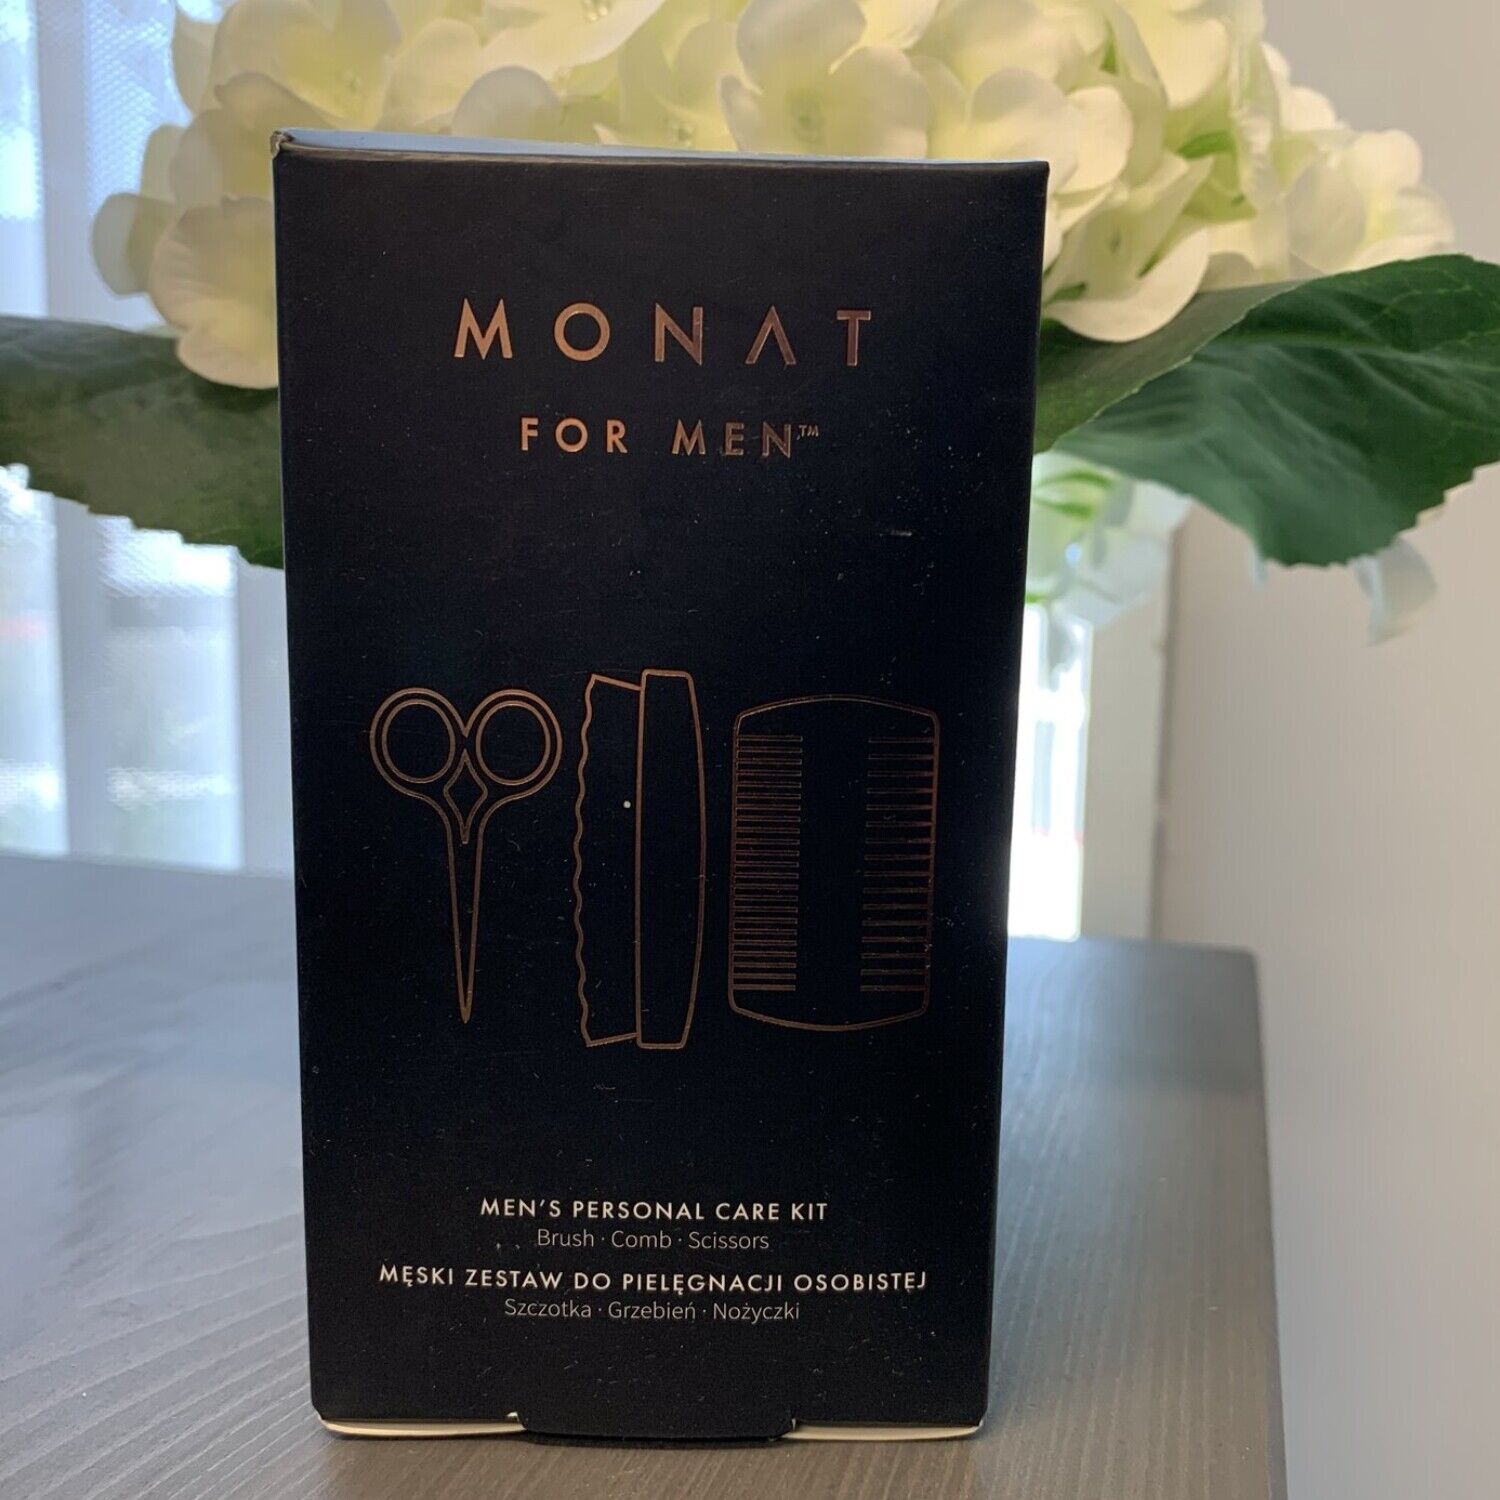 MONAT
FOR MEN™
MEN'S PERSONAL CARE KIT
Brush · Comb · Scissors
MĘSKI ZESTAW DO PIELĘGNACJI OSOBISTEJ
Szczotka · Grzebień · Nożyczki